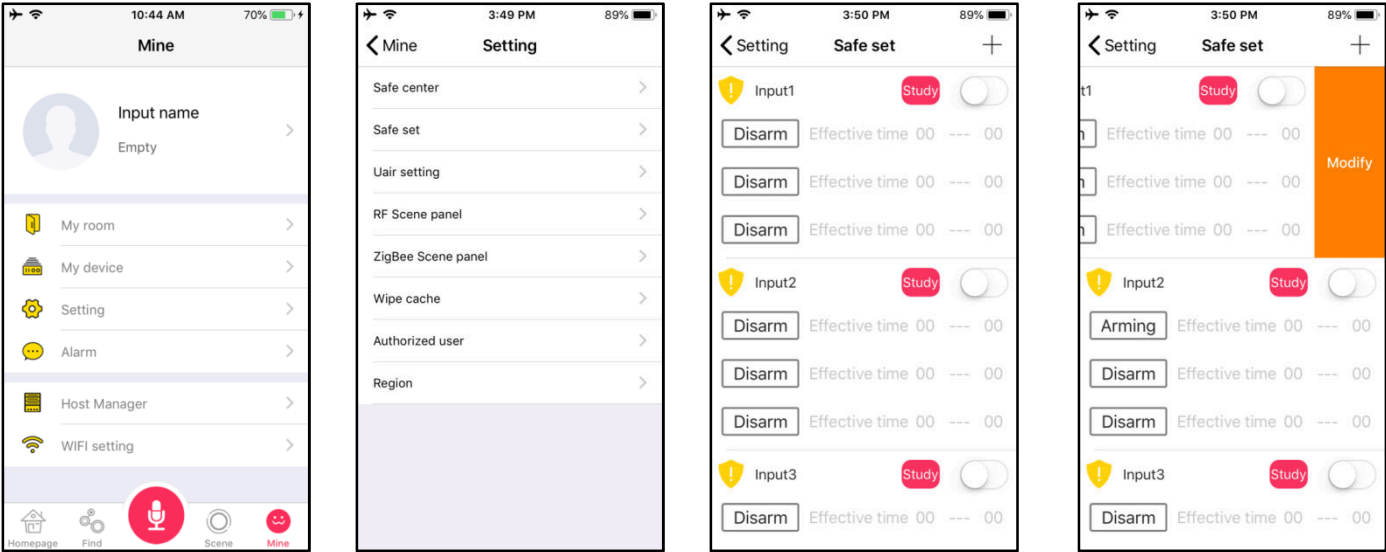 10:44 AM 70%
Mine
Input name
Empty
My room
My device
Setting
Alarm
Host Manager
WIFI setting
Homepage Find Scene Mine
3:49 PM 89%
Mine Setting
Safe center
Safe set
Uair setting
RF Scene panel
ZigBee Scene panel
Wipe cache
Authorized user
Region
3:50 PM 89%
Setting Safe set
Input1 Study
Disarm Effective time 00 --- 00
Disarm Effective time 00 --- 00
Disarm Effective time 00 --- 00
Input2 Study
Disarm Effective time 00 --- 00
Disarm Effective time 00 --- 00
Disarm Effective time 00 --- 00
Input3 Study
Disarm Effective time 00 --- 00
3:50 PM 89%
Setting Safe set
t1 Study
n Effective time 00 --- 00
Modify
n Effective time 00 --- 00
n Effective time 00 --- 00
Input2 Study
Arming Effective time 00 --- 00
Disarm Effective time 00 --- 00
Disarm Effective time 00 --- 00
Input3 Study
Disarm Effective time 00 --- 00